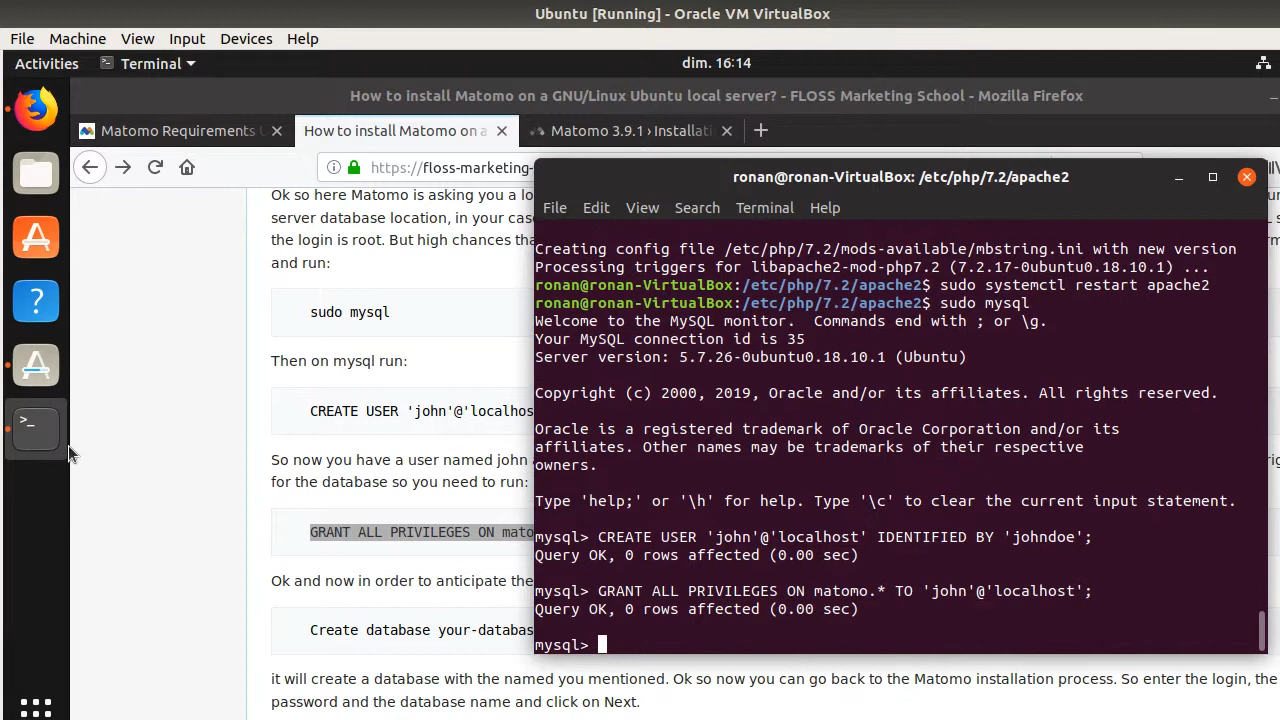 Ubuntu [Running] - Oracle VM VirtualBox
File Machine View Input Devices Help
Activities Terminal dim. 16:14
How to install Matomo on a GNU/Linux Ubuntu local server? - FLOSS Marketing School - Mozilla Firefox
Matomo Requirements How to install Matomo on a Matomo 3.9.1 › Installati
https://floss-marketing-
Ok so here Matomo is asking you a lo
server database location, in your case
the login is root. But high chances tha
and run:
sudo mysql
Then on mysql run:
CREATE USER 'john'@'localhos
So now you have a user named john
for the database so you need to run:
GRANT ALL PRIVILEGES ON mato
Ok and now in order to anticipate the
Create database your-databas
it will create a database with the named you mentioned. Ok so now you can go back to the Matomo installation process. So enter the login, the
password and the database name and click on Next.
ronan@ronan-VirtualBox: /etc/php/7.2/apache2
File Edit View Search Terminal Help
Creating config file /etc/php/7.2/mods-available/mbstring.ini with new version
Processing triggers for libapache2-mod-php7.2 (7.2.17-0ubuntu0.18.10.1) ...
ronan@ronan-VirtualBox:/etc/php/7.2/apache2$ sudo systemctl restart apache2
ronan@ronan-VirtualBox:/etc/php/7.2/apache2$ sudo mysql
Welcome to the MySQL monitor.  Commands end with ; or \g.
Your MySQL connection id is 35
Server version: 5.7.26-0ubuntu0.18.10.1 (Ubuntu)
Copyright (c) 2000, 2019, Oracle and/or its affiliates. All rights reserved.
Oracle is a registered trademark of Oracle Corporation and/or its
affiliates. Other names may be trademarks of their respective
owners.
Type 'help;' or '\h' for help. Type '\c' to clear the current input statement.
mysql> CREATE USER 'john'@'localhost' IDENTIFIED BY 'johndoe';
Query OK, 0 rows affected (0.00 sec)
mysql> GRANT ALL PRIVILEGES ON matomo.* TO 'john'@'localhost';
Query OK, 0 rows affected (0.00 sec)
mysql>